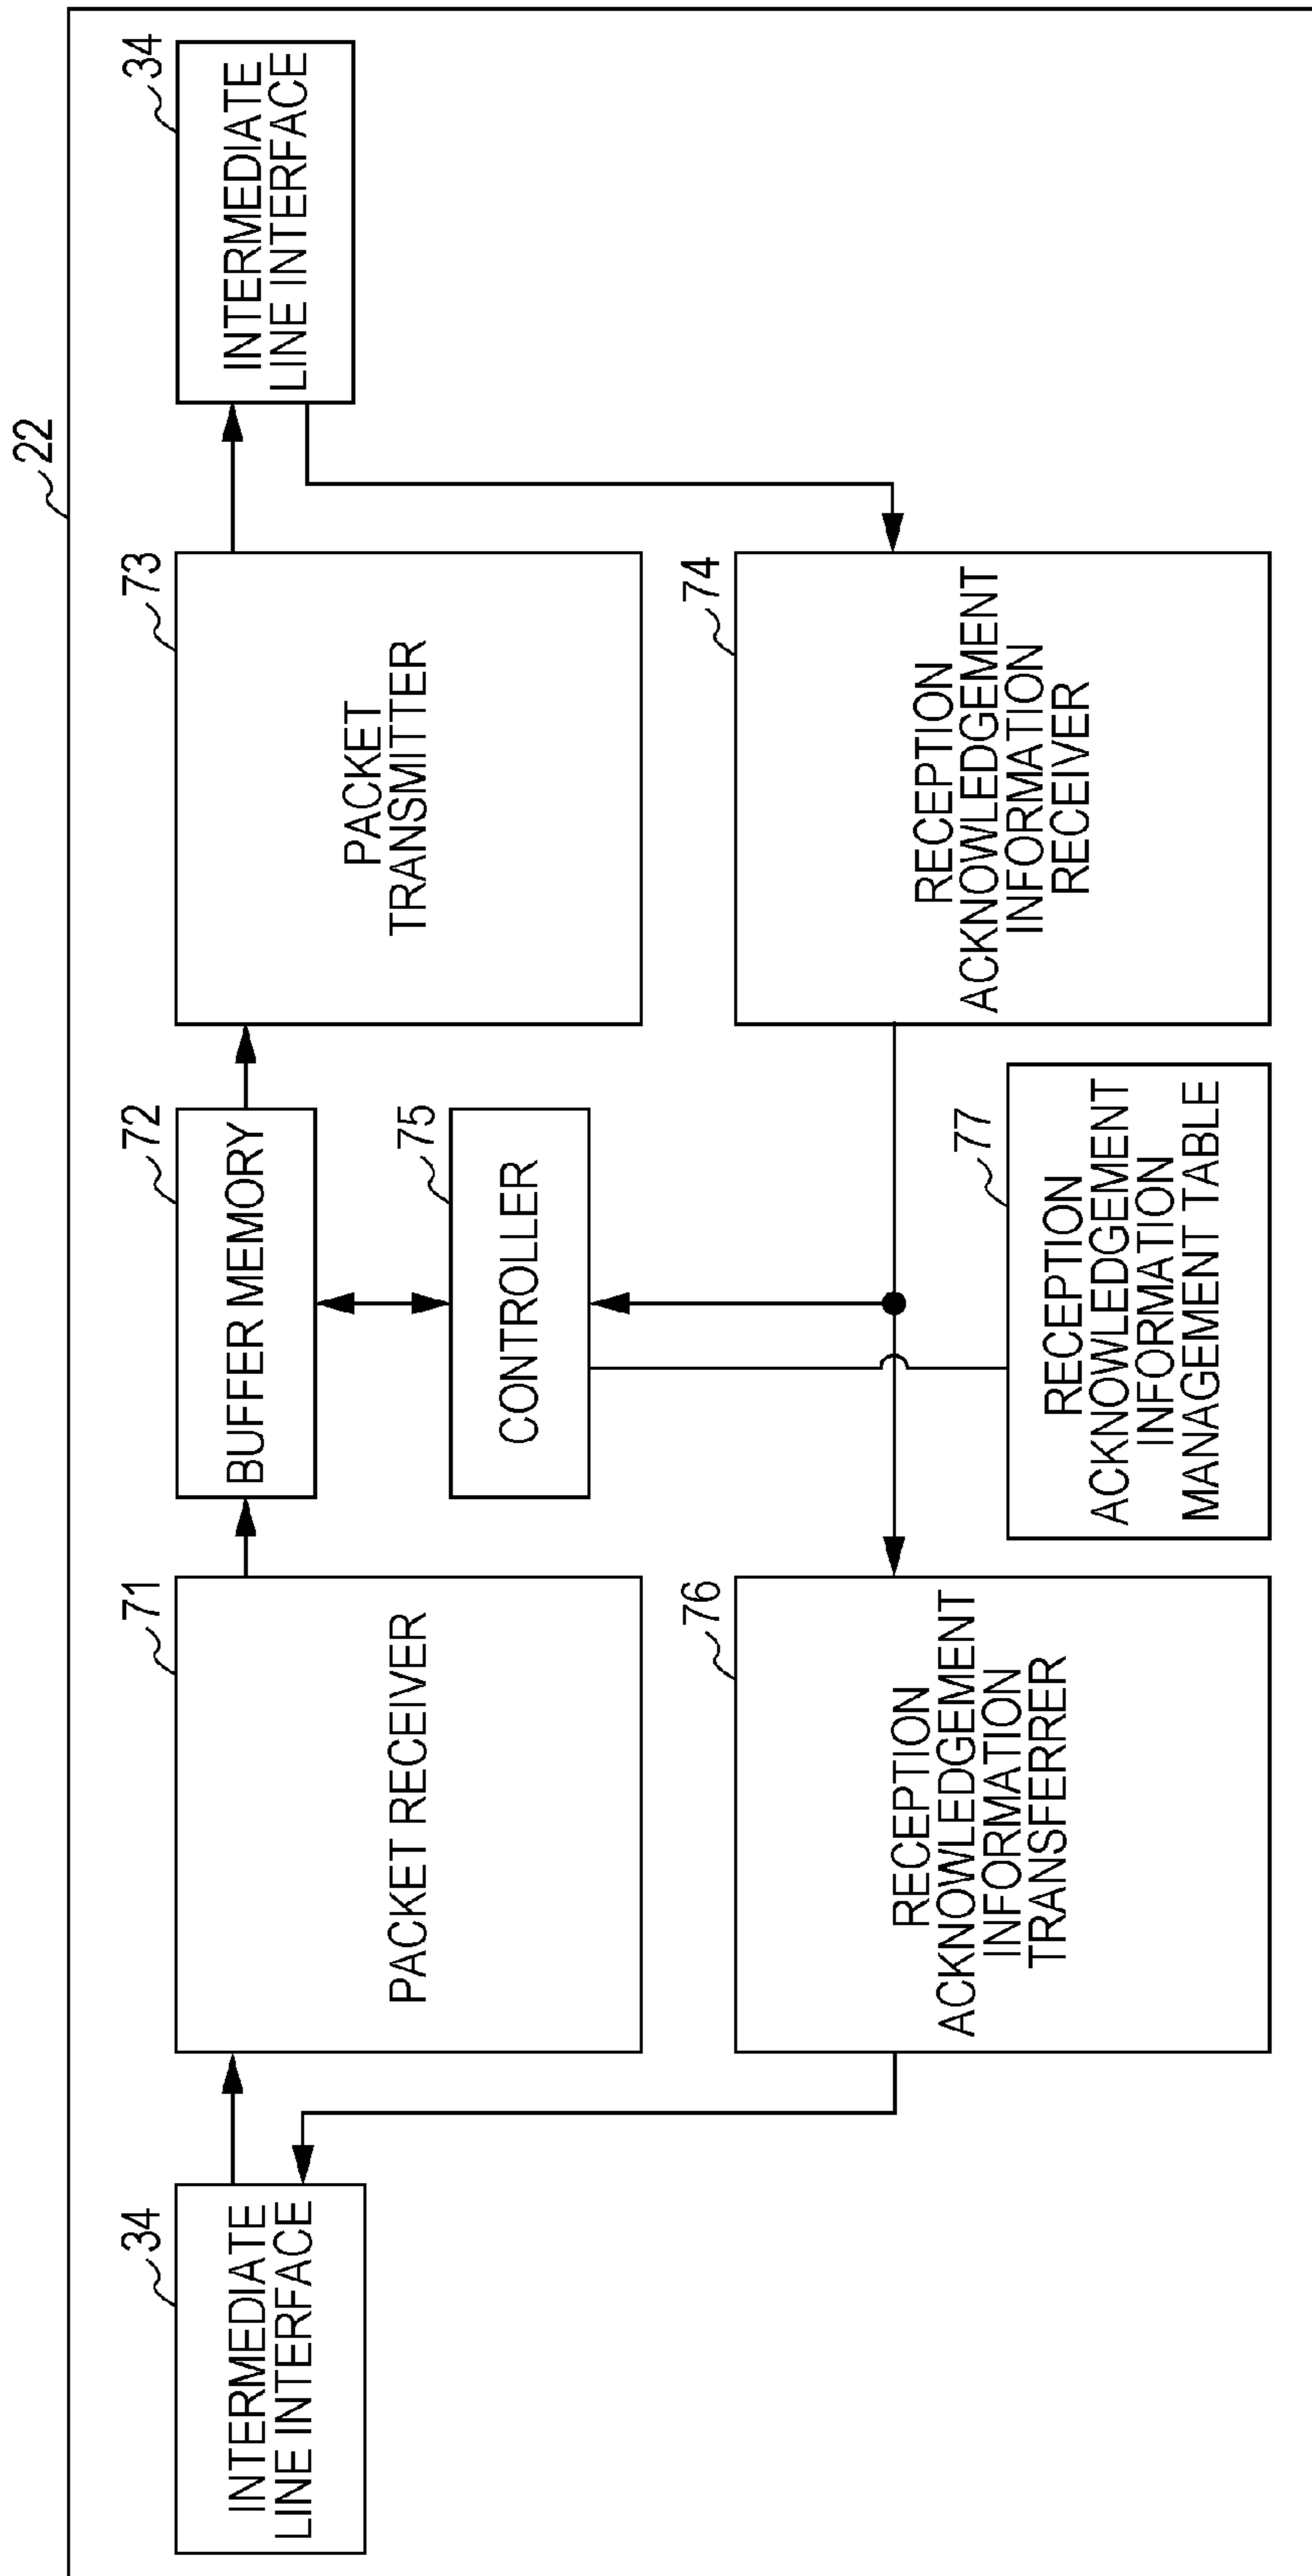 22
34
INTERMEDIATE
LINE INTERFACE
71
PACKET RECEIVER
72
BUFFER MEMORY
73
PACKET
TRANSMITTER
34
INTERMEDIATE
LINE INTERFACE
75
CONTROLLER
76
RECEPTION
ACKNOWLEDGEMENT
INFORMATION
TRANSFERRER
77
RECEPTION
ACKNOWLEDGEMENT
INFORMATION
MANAGEMENT TABLE
74
RECEPTION
ACKNOWLEDGEMENT
INFORMATION
RECEIVER